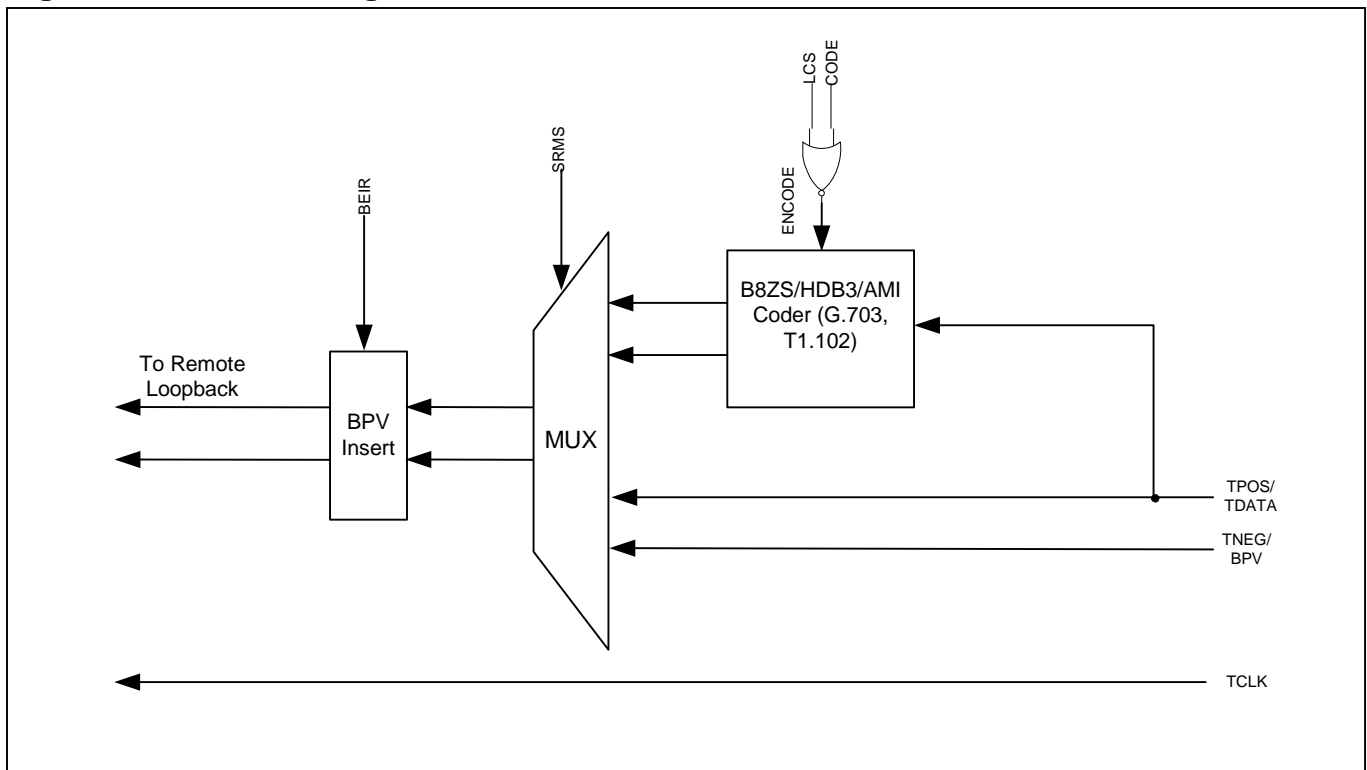 LCS
CODE
SRMS
BEIR
ENCODE
B8ZS/HDB3/AMI
Coder (G.703,
T1.102)
To Remote
Loopback
BPV
Insert
MUX
TPOS/
TDATA
TNEG/
BPV
TCLK